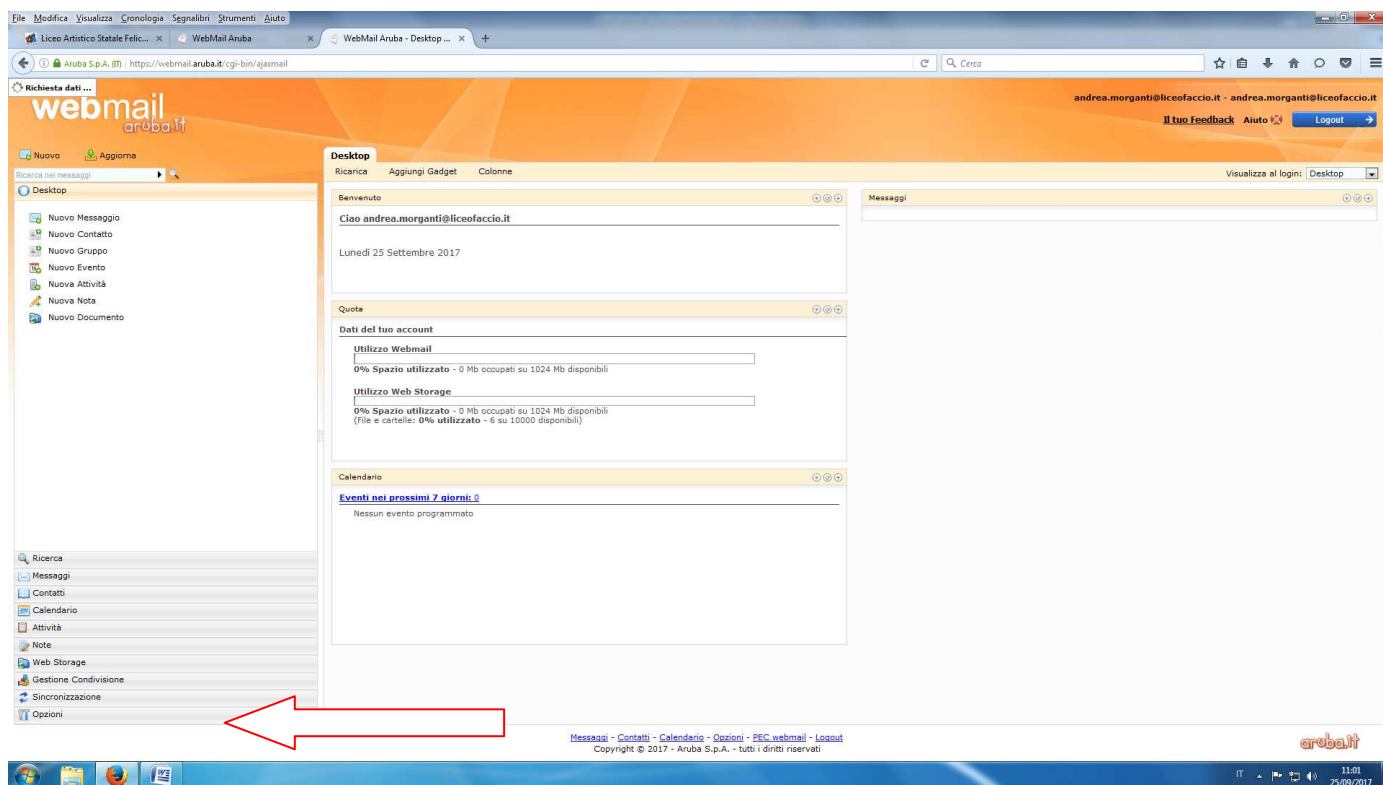 File Modifica Visualizza Cronologia Segnalibri Strumenti Aiuto
Liceo Artistico Statale Felic... WebMail Aruba WebMail Aruba - Desktop ...
Aruba S.p.A. (IT) https://webmail.aruba.it/cgi-bin/ajaxmail
Cerca
Richiesta dati ...
webmail
aruba.it
andrea.morganti@liceofaccio.it - andrea.morganti@liceofaccio.it
Il tuo Feedback Aiuto Logout
Nuovo Aggiorna
Ricerca nei messaggi
Desktop
Nuovo Messaggio
Nuovo Contatto
Nuovo Gruppo
Nuovo Evento
Nuova Attività
Nuova Nota
Nuovo Documento
Ricerca
Messaggi
Contatti
Calendario
Attività
Note
Web Storage
Gestione Condivisione
Sincronizzazione
Opzioni
Desktop
Ricarica Aggiungi Gadget Colonne
Visualizza al login: Desktop
Benvenuto
Ciao andrea.morganti@liceofaccio.it
Lunedì 25 Settembre 2017
Quota
Dati del tuo account
Utilizzo Webmail
0% Spazio utilizzato - 0 Mb occupati su 1024 Mb disponibili
Utilizzo Web Storage
0% Spazio utilizzato - 0 Mb occupati su 1024 Mb disponibili
(File e cartelle: 0% utilizzato - 6 su 10000 disponibili)
Calendario
Eventi nei prossimi 7 giorni: 0
Nessun evento programmato
Messaggi
Messaggi - Contatti - Calendario - Opzioni - PEC webmail - Logout
Copyright © 2017 - Aruba S.p.A. - tutti i diritti riservati
aruba.it
IT
11:01
25/09/2017